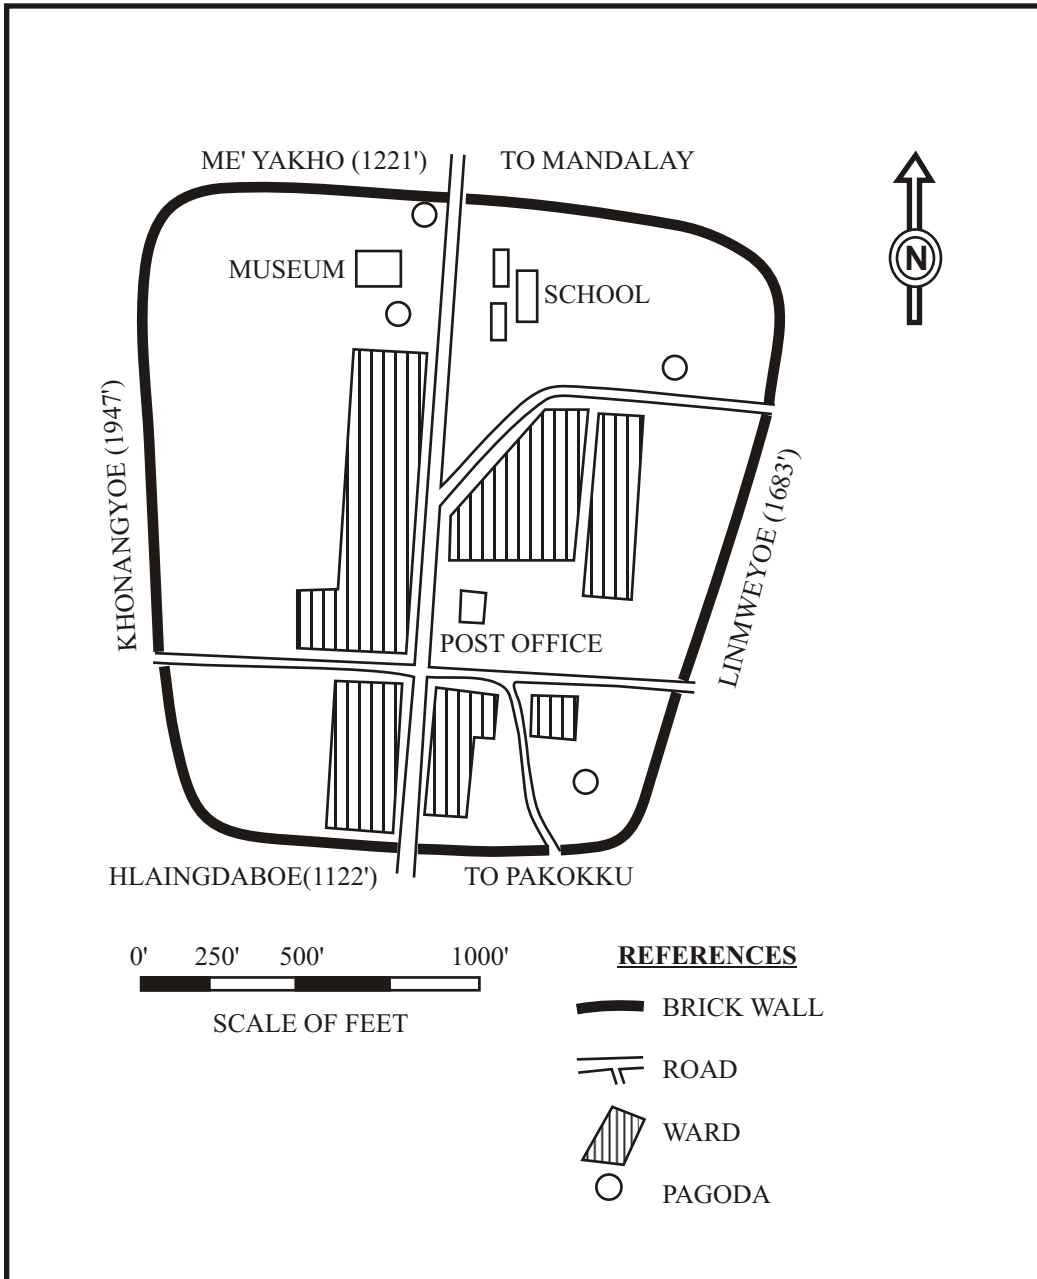 ME' YAKHO (1221')
TO MANDALAY
N
MUSEUM
SCHOOL
KHONANGYOE (1947')
LINMWEYOE (1683')
POST OFFICE
HLAINGDABOE(1122')
TO PAKOKKU
0' 250' 500' 1000'
SCALE OF FEET
REFERENCES
BRICK WALL
ROAD
WARD
PAGODA